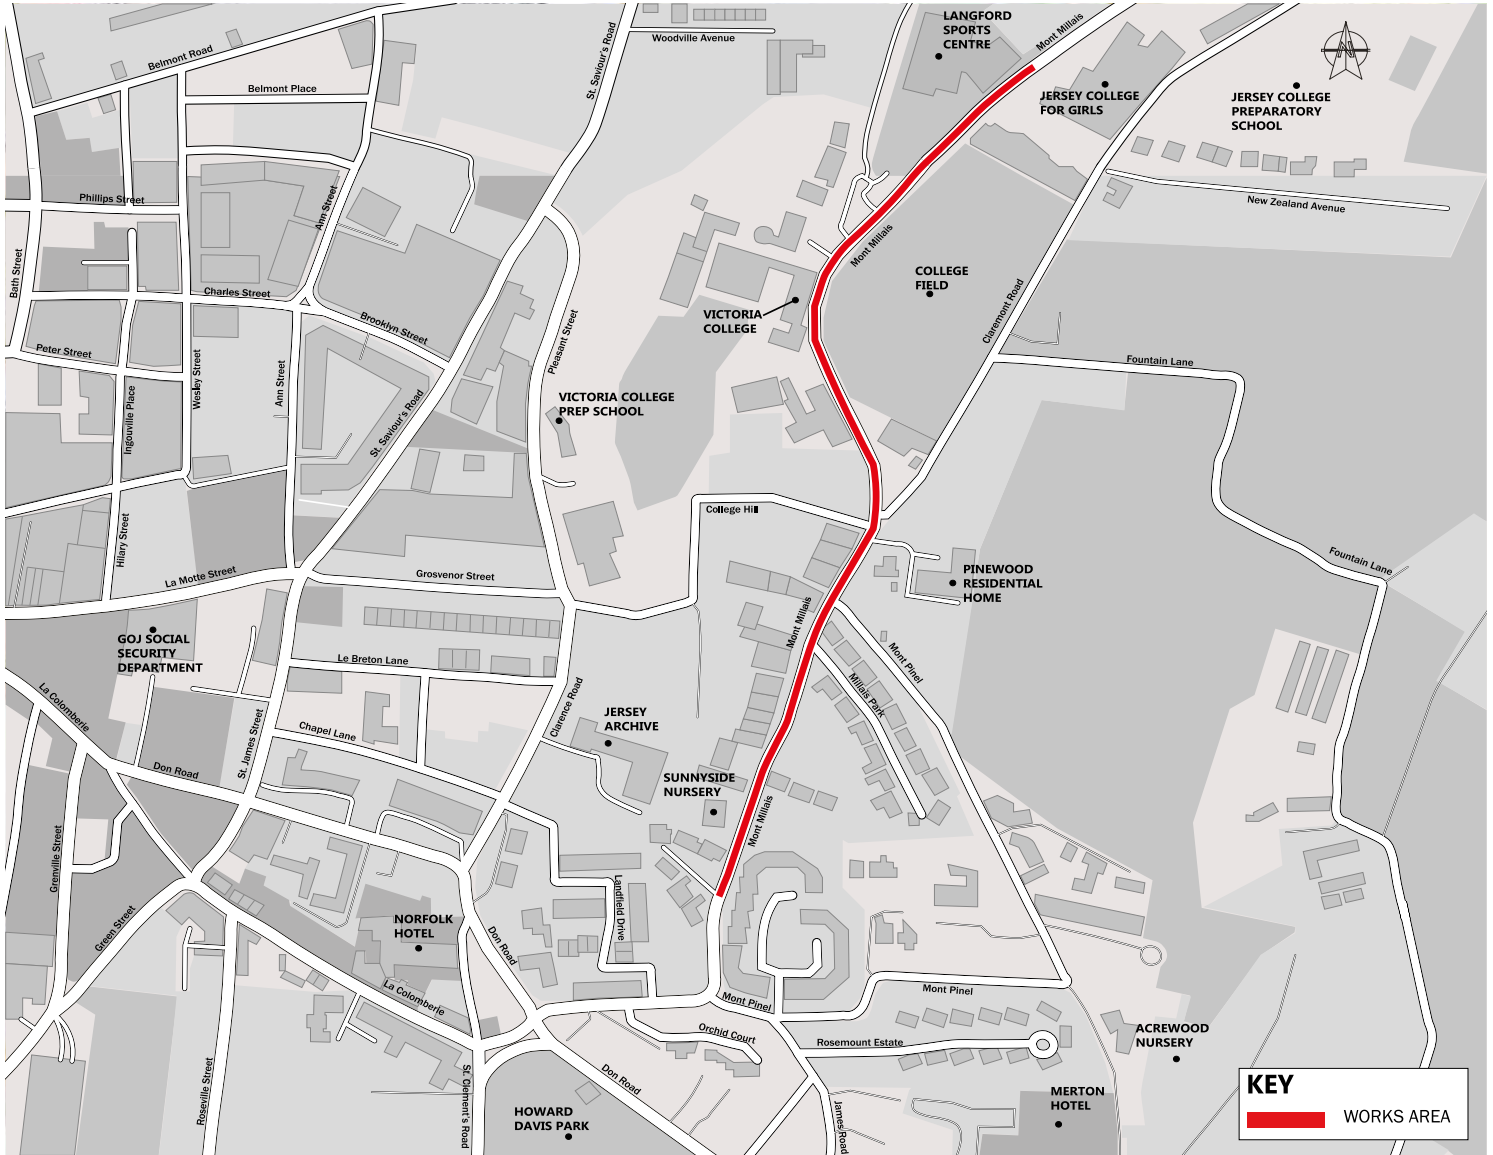 LANGFORD
SPORTS
CENTRE
Mont Millais
St. Saviour's Road
Woodville Avenue
Belmont Road
Belmont Place
JERSEY COLLEGE
FOR GIRLS
JERSEY COLLEGE
PREPARATORY
SCHOOL
N
Phillips Street
Ann Street
New Zealand Avenue
Mont Millais
Bath Street
COLLEGE
FIELD
Charles Street
Brooklyn Street
VICTORIA
COLLEGE
Claremont Road
Pleasant Street
Peter Street
Wesley Street
Ann Street
Fountain Lane
Ingouville Place
St. Saviour's Road
VICTORIA COLLEGE
PREP SCHOOL
College Hill
Hilary Street
La Motte Street
Grosvenor Street
Fountain Lane
PINEWOOD
RESIDENTIAL
HOME
Mont Millais
GOJ SOCIAL
SECURITY
DEPARTMENT
Le Breton Lane
Mont Pinel
Millais Park
La Colomberie
Clarence Road
JERSEY
ARCHIVE
Chapel Lane
St. James Street
Don Road
SUNNYSIDE
NURSERY
Mont Millais
Grenville Street
Landfield Drive
Green Street
NORFOLK
HOTEL
Don Road
La Colomberie
Mont Pinel
Mont Pinel
Orchid Court
Rosemount Estate
ACREWOOD
NURSERY
Roseville Street
St. Clement's Road
Don Road
HOWARD
DAVIS PARK
James Road
MERTON
HOTEL
KEY
WORKS AREA